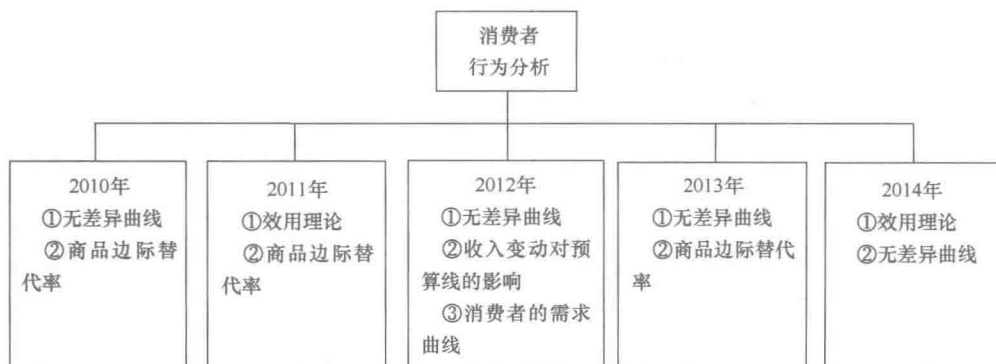 消费者
行为分析
2010年
①无差异曲线
②商品边际替
代率
2011年
①效用理论
②商品边际替
代率
2012年
①无差异曲线
②收入变动对预
算线的影响
③消费者的需求
曲线
2013年
①无差异曲线
②商品边际替代
率
2014年
①效用理论
②无差异曲线